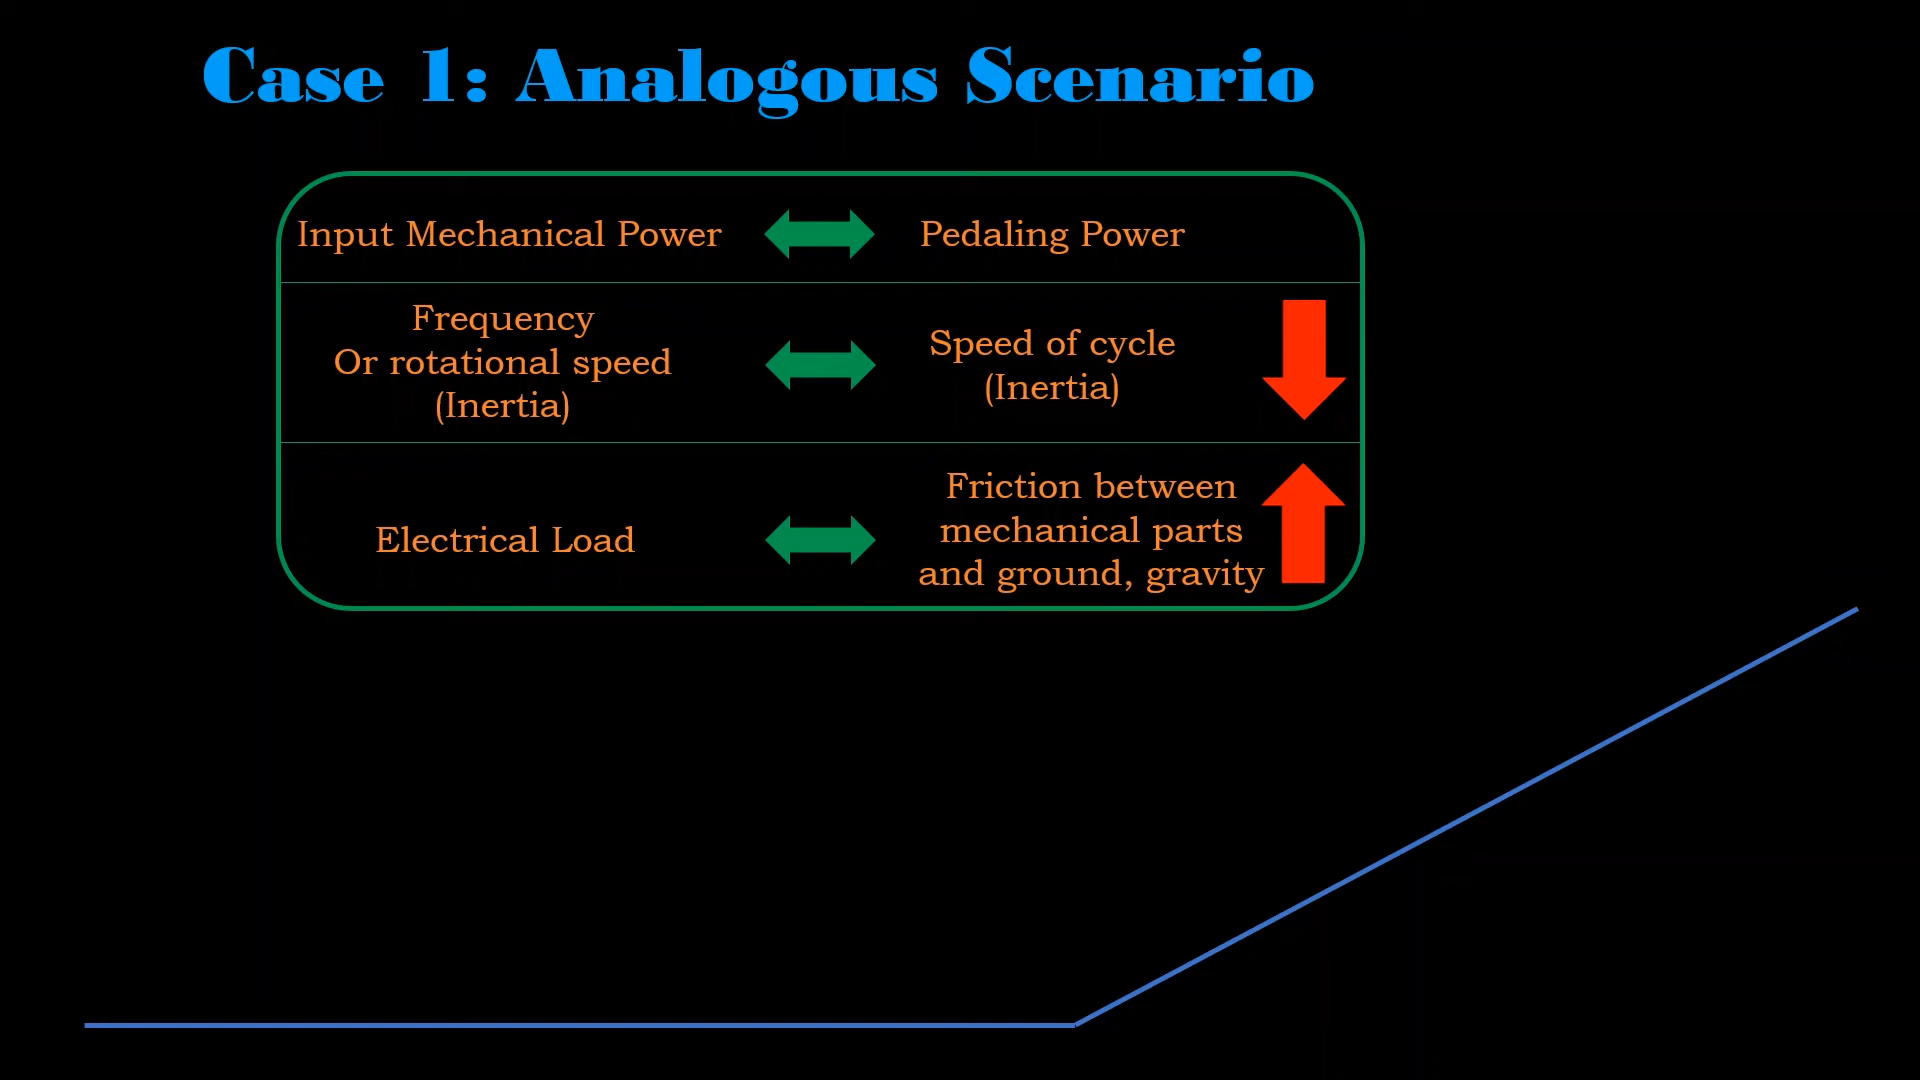 Case 1: Analogous Scenario
Input Mechanical Power
Pedaling Power
Frequency
Or rotational speed
(Inertia)
Speed of cycle
(Inertia)
Electrical Load
Friction between
mechanical parts
and ground, gravity